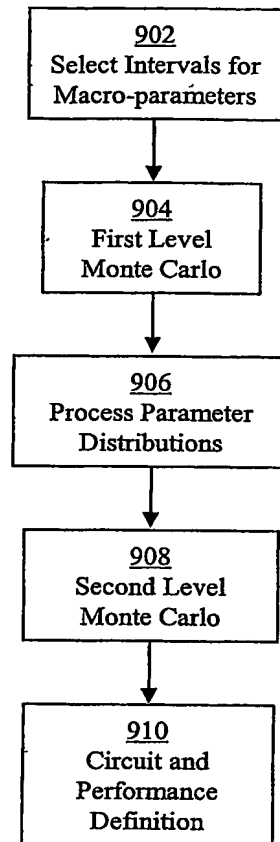 902
Select Intervals for
Macro-parameters
904
First Level
Monte Carlo
906
Process Parameter
Distributions
908
Second Level
Monte Carlo
910
Circuit and
Performance
Definition